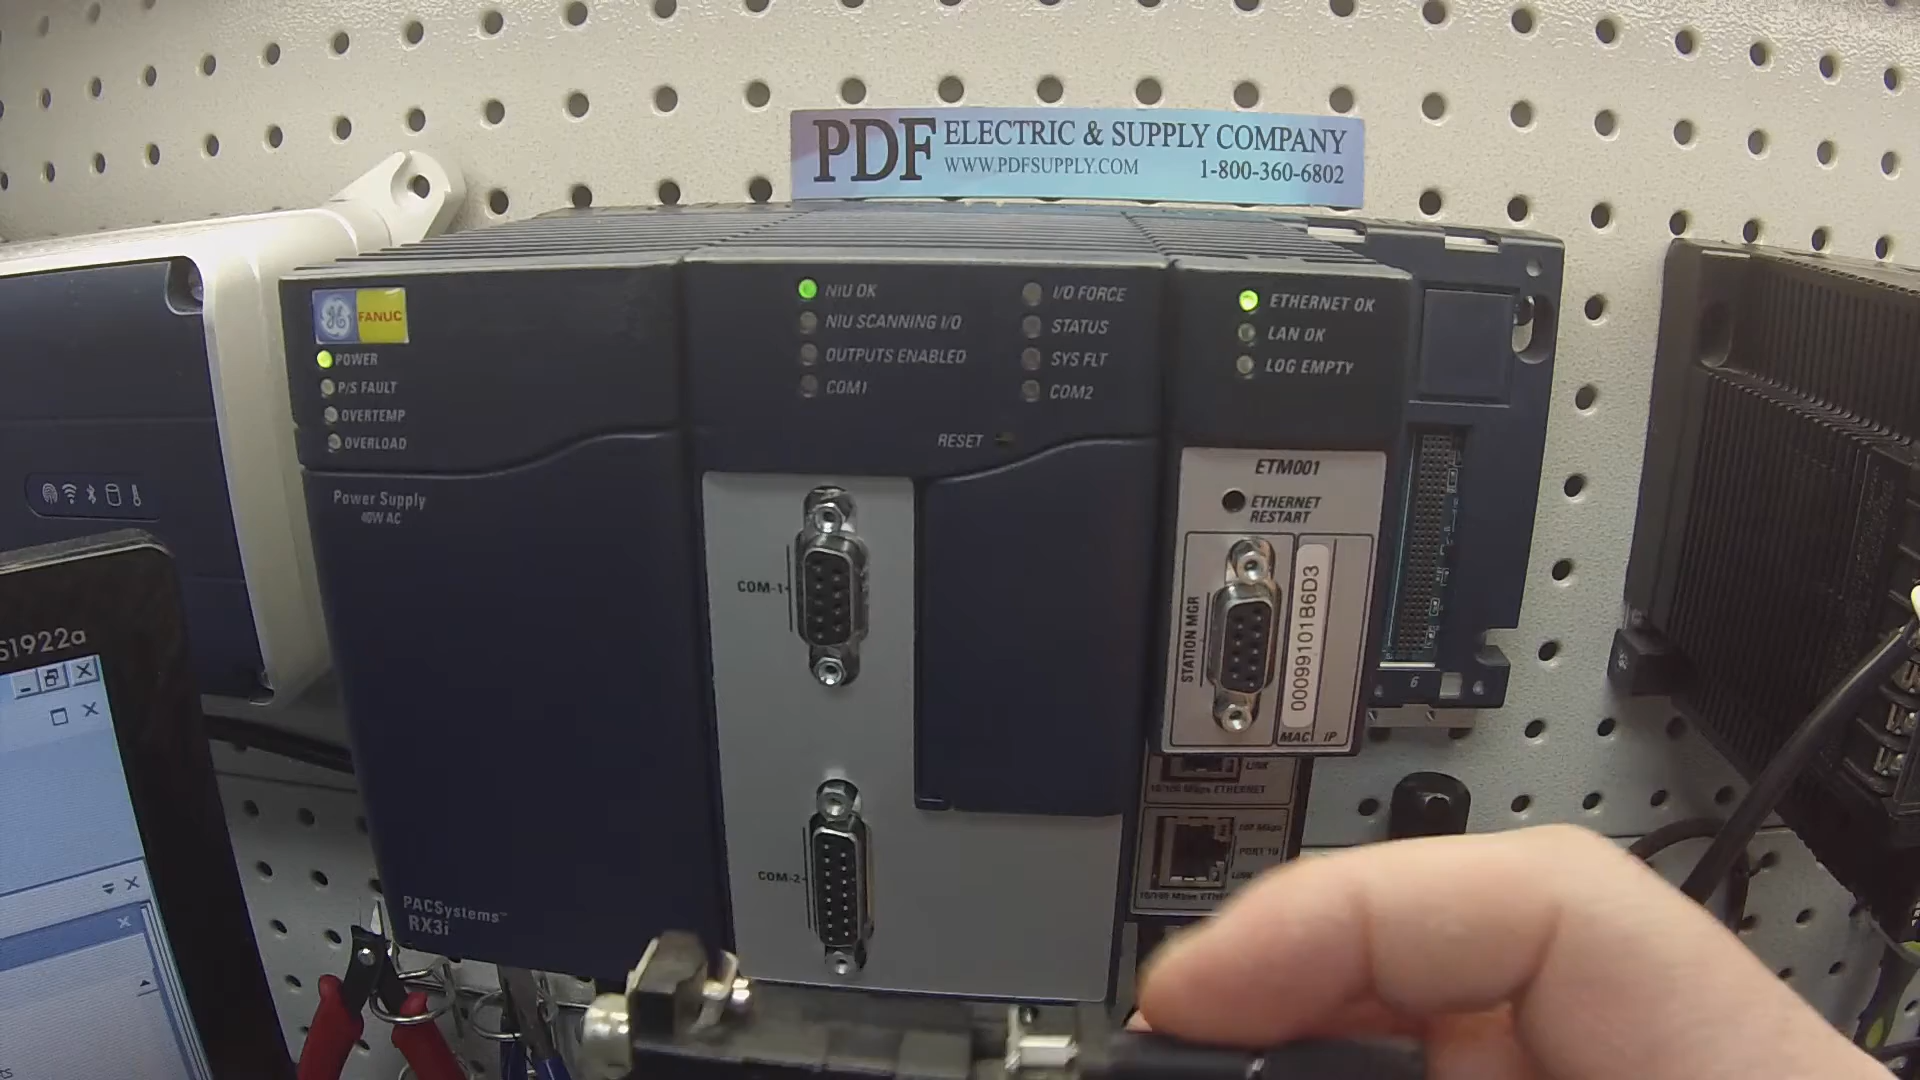 PDF ELECTRIC & SUPPLY COMPANY
WWW.PDFSUPPLY.COM 1-800-360-6802
GE FANUC
POWER
P/S FAULT
OVERTEMP
OVERLOAD
Power Supply
40W AC
PACSystems™
RX3i
NIU OK
NIU SCANNING I/O
OUTPUTS ENABLED
COM1
I/O FORCE
STATUS
SYS FLT
COM2
RESET
COM-1
COM-2
ETHERNET OK
LAN OK
LOG EMPTY
ETM001
ETHERNET
RESTART
STATION MGR
00099101B6D3
MAC IP
LINK
10/100 Mbps ETHERNET
PORT 1B
LINK
6
S1922a